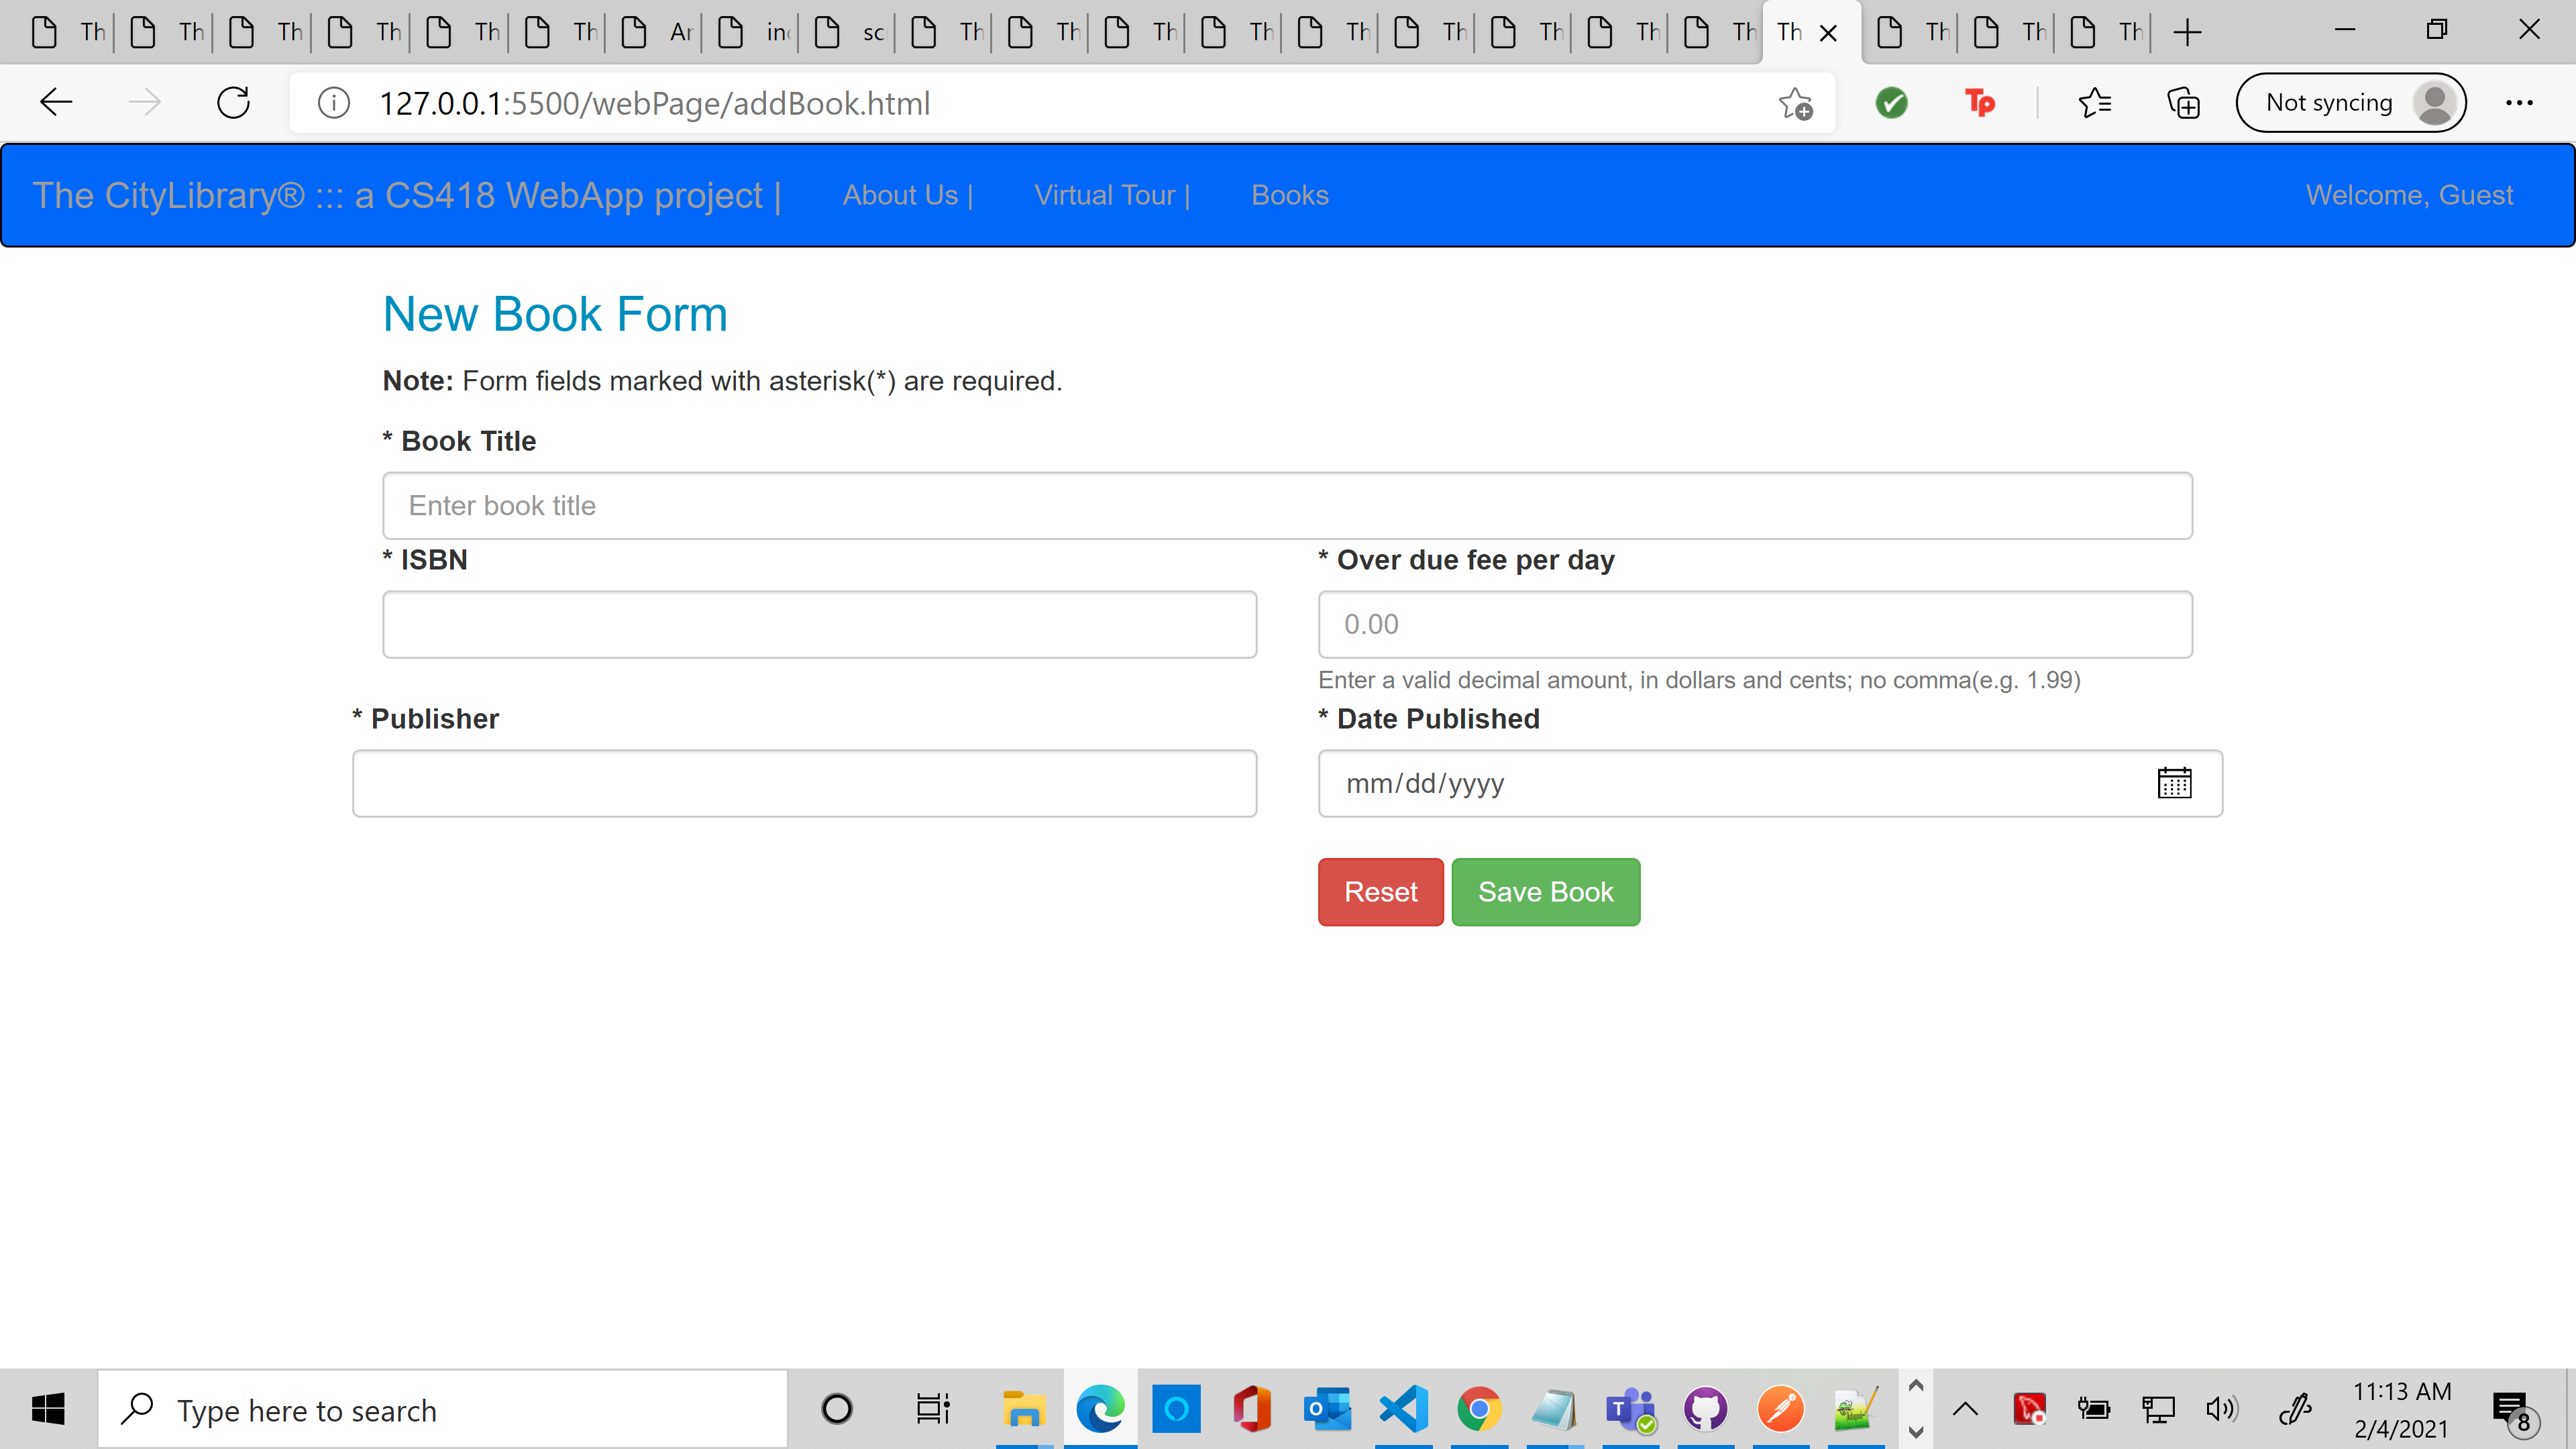 Th Th Th Th Th Th Ar in sc Th Th Th Th Th Th Th Th Th Th Th Th Th
127.0.0.1:5500/webPage/addBook.html
Not syncing
The CityLibrary® ::: a CS418 WebApp project | About Us | Virtual Tour | Books Welcome, Guest
New Book Form
Note: Form fields marked with asterisk(*) are required.
* Book Title
Enter book title
* ISBN * Over due fee per day
0.00
Enter a valid decimal amount, in dollars and cents; no comma(e.g. 1.99)
* Publisher * Date Published
mm/dd/yyyy
Reset Save Book
Type here to search
11:13 AM
2/4/2021
8